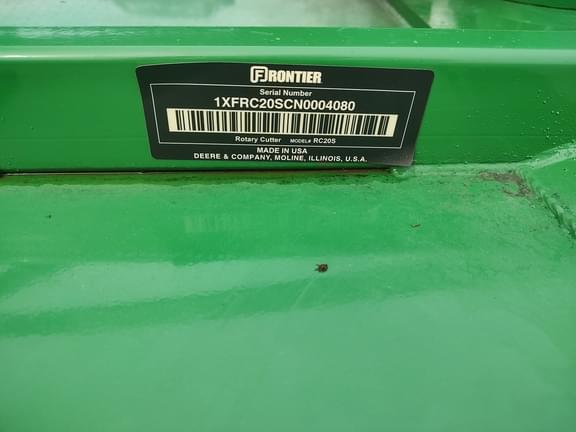 FRONTIER
Serial Number
1XFRC20SCN0004080
Rotary Cutter MODEL# RC20S
MADE IN USA
DEERE & COMPANY, MOLINE, ILLINOIS, U.S.A.